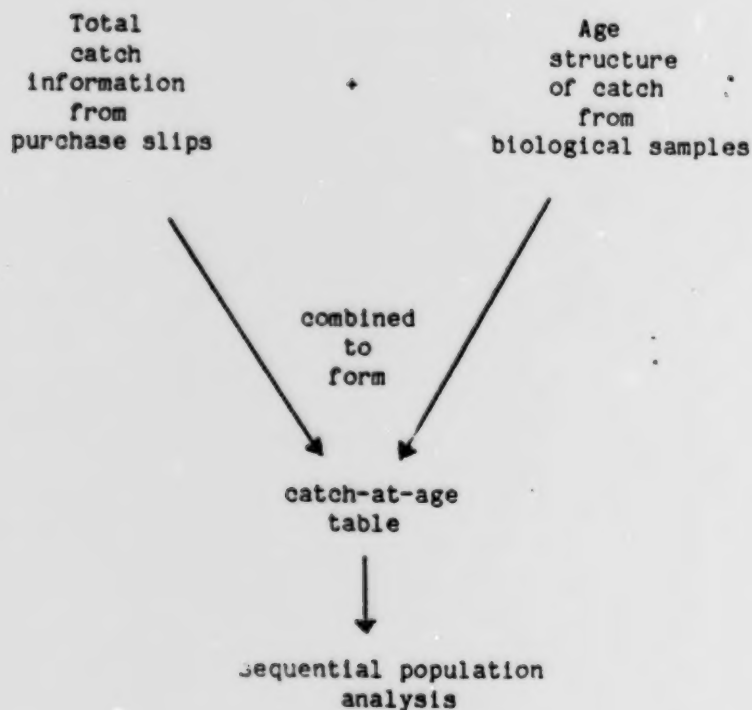 Total
catch
information
from
purchase slips
+
Age
structure
of catch
from
biological samples
combined
to
form
catch-at-age
table
sequential population
analysis